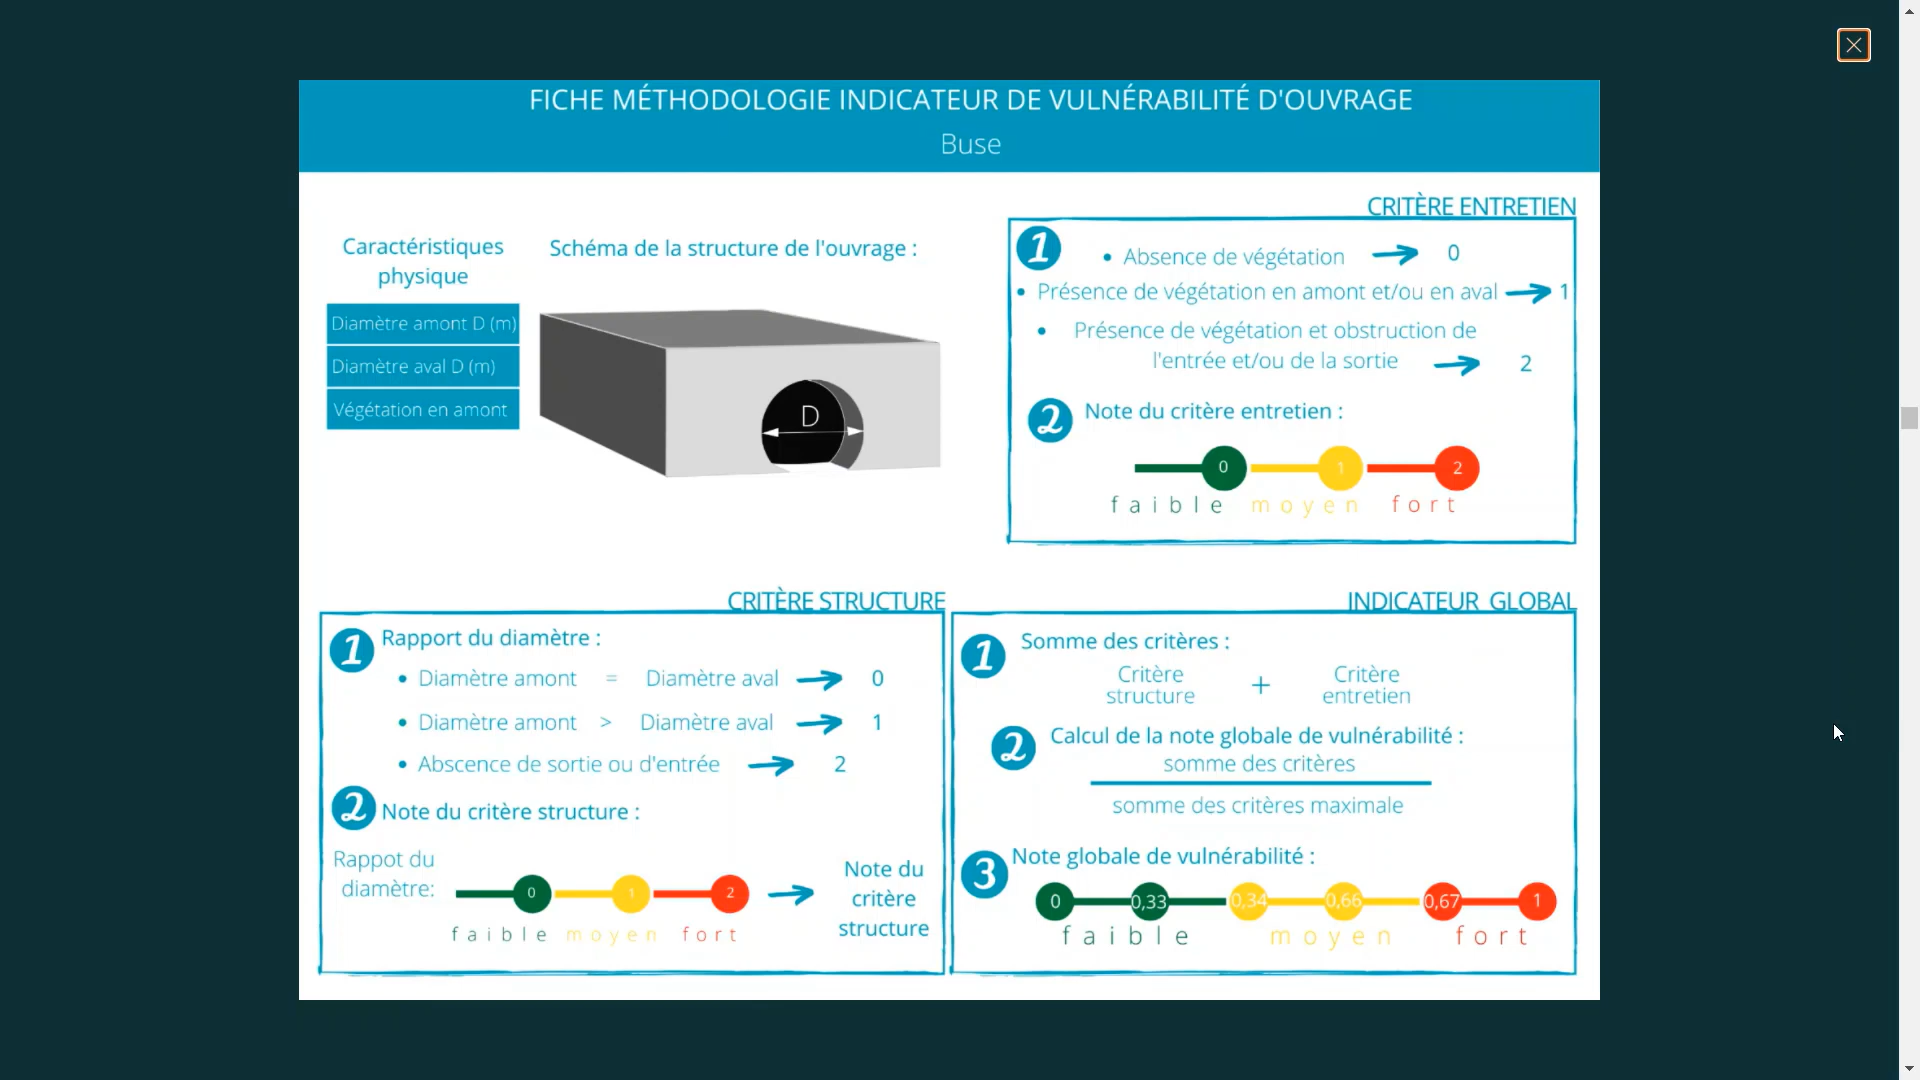 FICHE MÉTHODOLOGIE INDICATEUR DE VULNÉRABILITÉ D'OUVRAGE
Buse
Caractéristiques
physique
Diamètre amont D (m)
Diamètre aval D (m)
Végétation en amont
Schéma de la structure de l'ouvrage :
D
CRITÈRE ENTRETIEN
1
• Absence de végétation → 0
• Présence de végétation en amont et/ou en aval → 1
• Présence de végétation et obstruction de
l'entrée et/ou de la sortie → 2
2 Note du critère entretien :
0 1 2
faible moyen fort
CRITÈRE STRUCTURE
1 Rapport du diamètre :
• Diamètre amont = Diamètre aval → 0
• Diamètre amont > Diamètre aval → 1
• Abscence de sortie ou d'entrée → 2
2 Note du critère structure :
Rappot du
diamètre:
0 1 2
faible moyen fort
→ Note du
critère
structure
INDICATEUR GLOBAL
1 Somme des critères :
Critère
structure
+
Critère
entretien
2 Calcul de la note globale de vulnérabilité :
somme des critères
somme des critères maximale
3 Note globale de vulnérabilité :
0 0,33 0,34 0,66 0,67 1
faible moyen fort